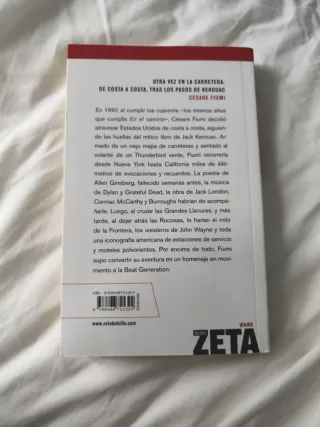 OTRA VEZ EN LA CARRETERA.
DE COSTA A COSTA, TRAS LOS PASOS DE KEROUAC
CESARE FIUMI
En 1997, al cumplir los cuarenta –los mismos años
que cumplía En el camino–, Cesare Fiumi decidió
atravesar Estados Unidos de costa a costa, siguien-
do las huellas del mítico libro de Jack Kerouac. Ar-
mado de un viejo mapa de carreteras y sentado al
volante de un Thunderbird verde, Fiumi recorrería
desde Nueva York hasta California miles de kiló-
metros de evocaciones y recuerdos. La poesía de
Allen Ginsberg, fallecido semanas antes, la música
de Dylan y Grateful Dead, la obra de Jack London,
Cormac McCarthy y Burroughs habrían de acompa-
ñarle; Luego, al cruzar las Grandes Llanuras, y más
tarde, al dejar atrás las Rocosas, lo harían el mito
de la Frontera, los westerns de John Wayne y toda
una iconografía americana de estaciones de servicio
y moteles polvorientos. Por encima de todo, Fiumi
supo convertir su aventura en un homenaje en mo-
vimiento a la Beat Generation.
www.zetabolsillo.com
VIAJES
ZETA